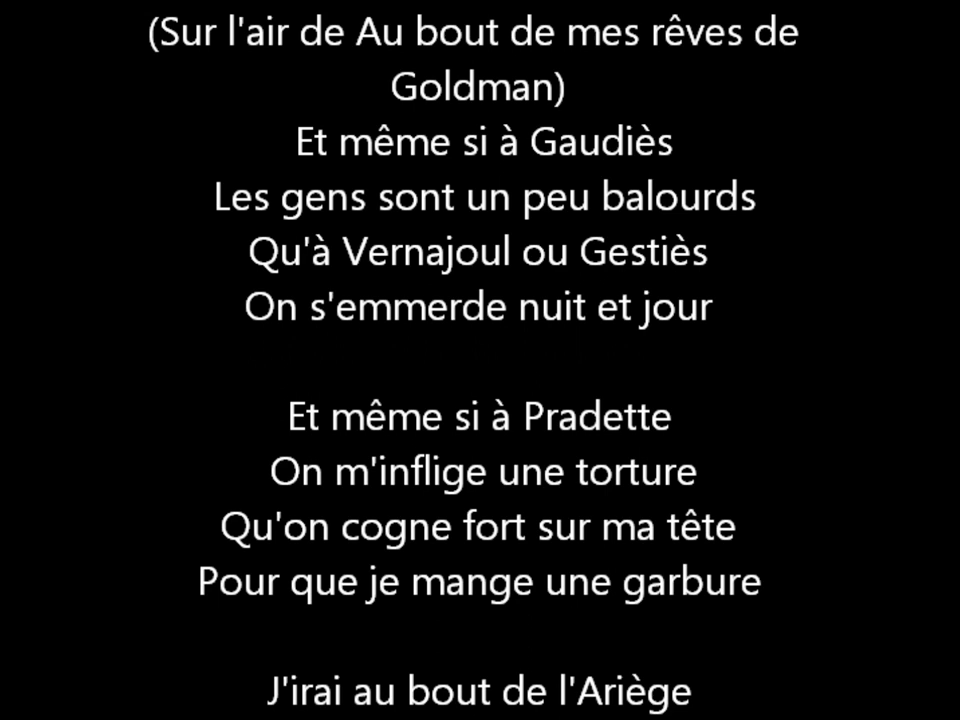 (Sur l'air de Au bout de mes rêves de
Goldman)
Et même si à Gaudiès
Les gens sont un peu balourds
Qu'à Vernajoul ou Gestiès
On s'emmerde nuit et jour
Et même si à Pradette
On m'inflige une torture
Qu'on cogne fort sur ma tête
Pour que je mange une garbure
J'irai au bout de l'Ariège